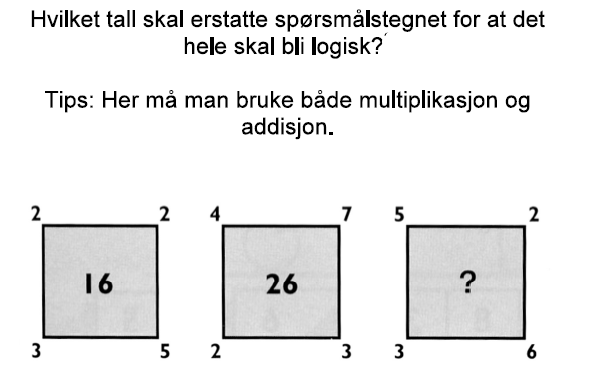 Hvilket tall skal erstatte spørsmålstegnet for at det
hele skal bli logisk?
Tips: Her må man bruke både multiplikasjon og
addisjon.
2 2 4 7 5 2
16 26 ?
3 5 2 3 3 6